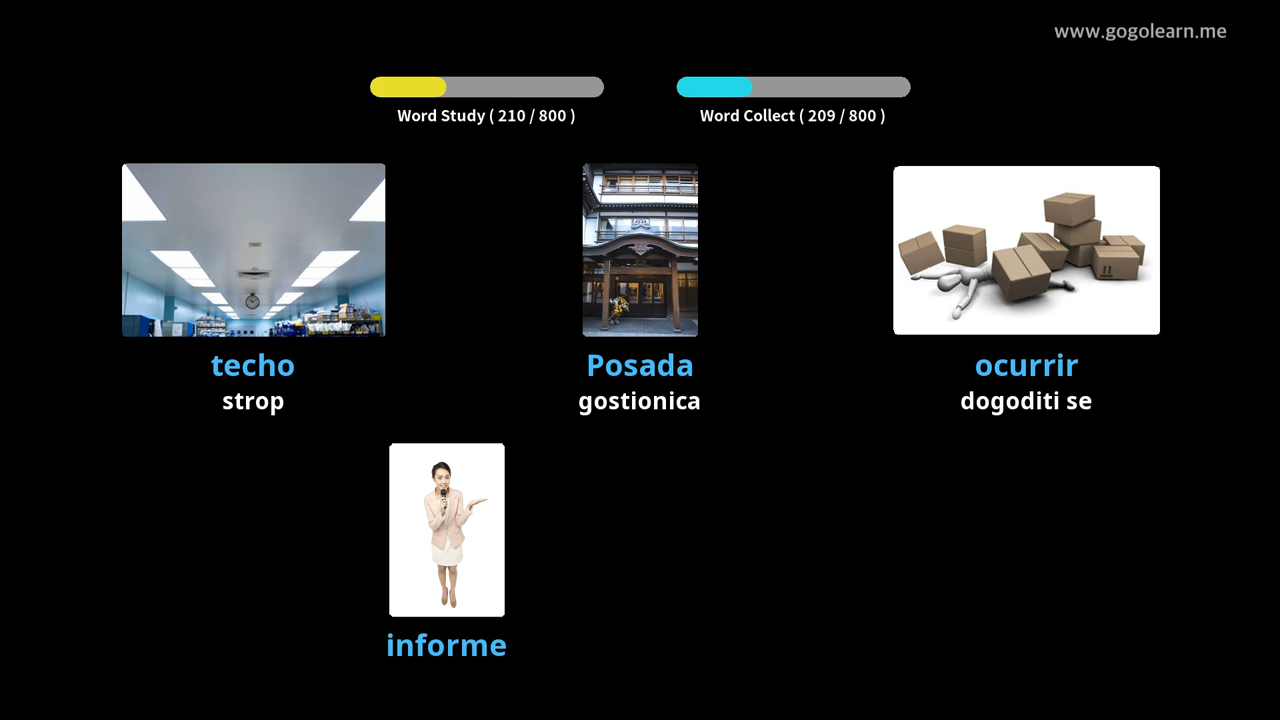 www.gogolearn.me
Word Study ( 210 / 800 )
Word Collect ( 209 / 800 )
techo
Posada
ocurrir
strop
gostionica
dogoditi se
informe